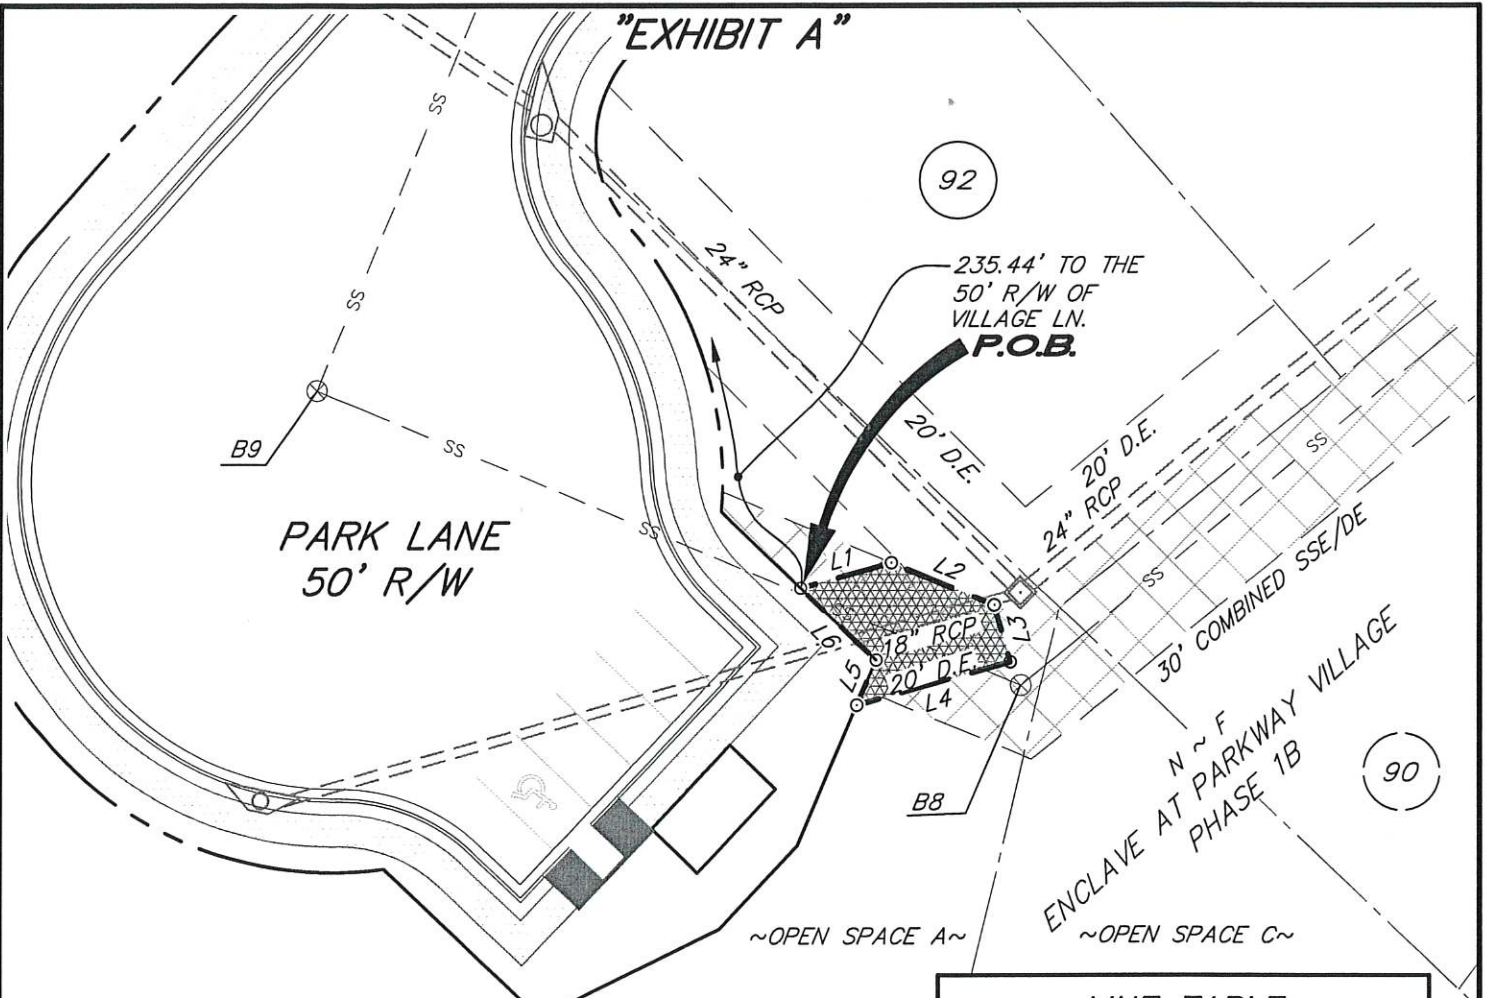 "EXHIBIT A"
SS
92
24" RCP
235.44' TO THE
50' R/W OF
VILLAGE LN.
P.O.B.
SS
B9
SS
20' D.E.
20' D.E.
24" RCP
SS
PARK LANE
50' R/W
SS
L1
L2
SS
30' COMBINED SSE/DE
L6
18" RCP
L3
L5
20' D.E.
L4
N ~ F
ENCLAVE AT PARKWAY VILLAGE
PHASE 1B
90
B8
~OPEN SPACE A~
~OPEN SPACE C~